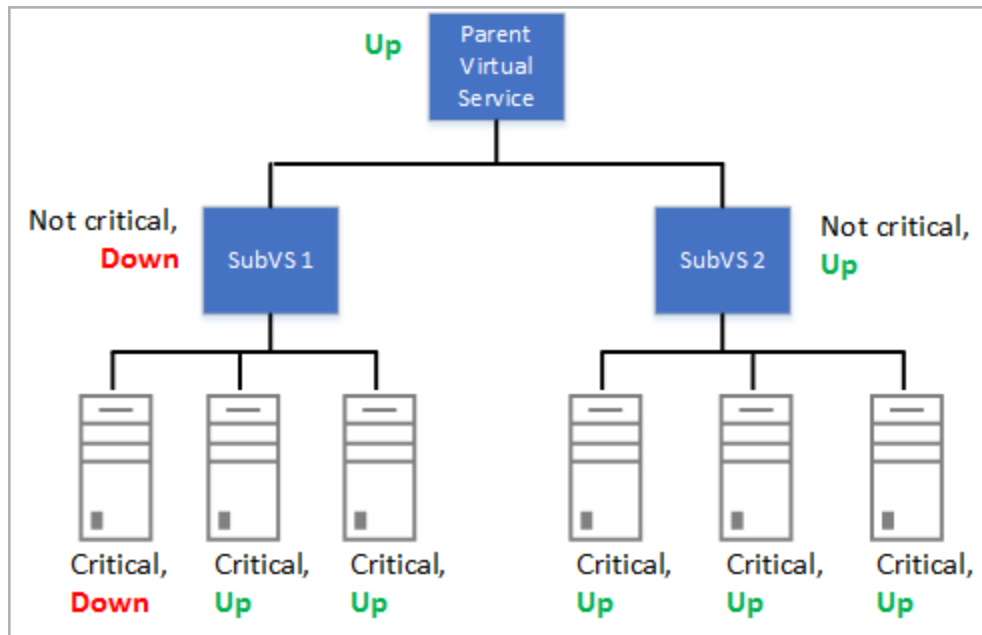 Up
Parent
Virtual
Service
Not critical,
Down
SubVS 1
SubVS 2
Not critical,
Up
Critical,
Down
Critical,
Up
Critical,
Up
Critical,
Up
Critical,
Up
Critical,
Up